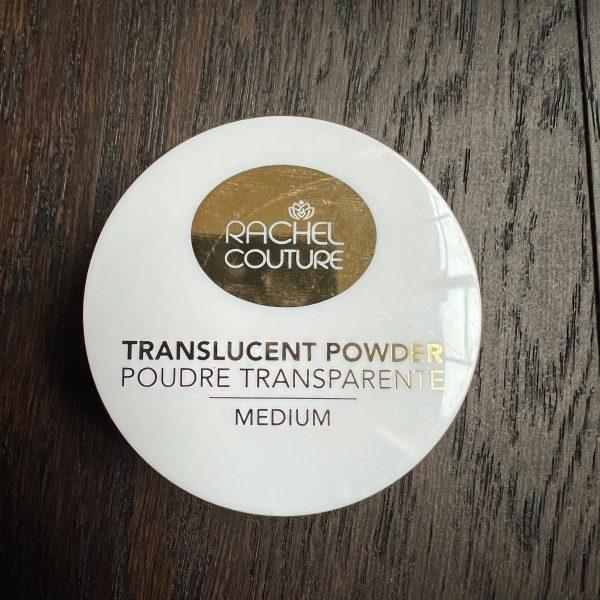 RACHEL
COUTURE
TRANSLUCENT POWDER
POUDRE TRANSPARENTE
MEDIUM